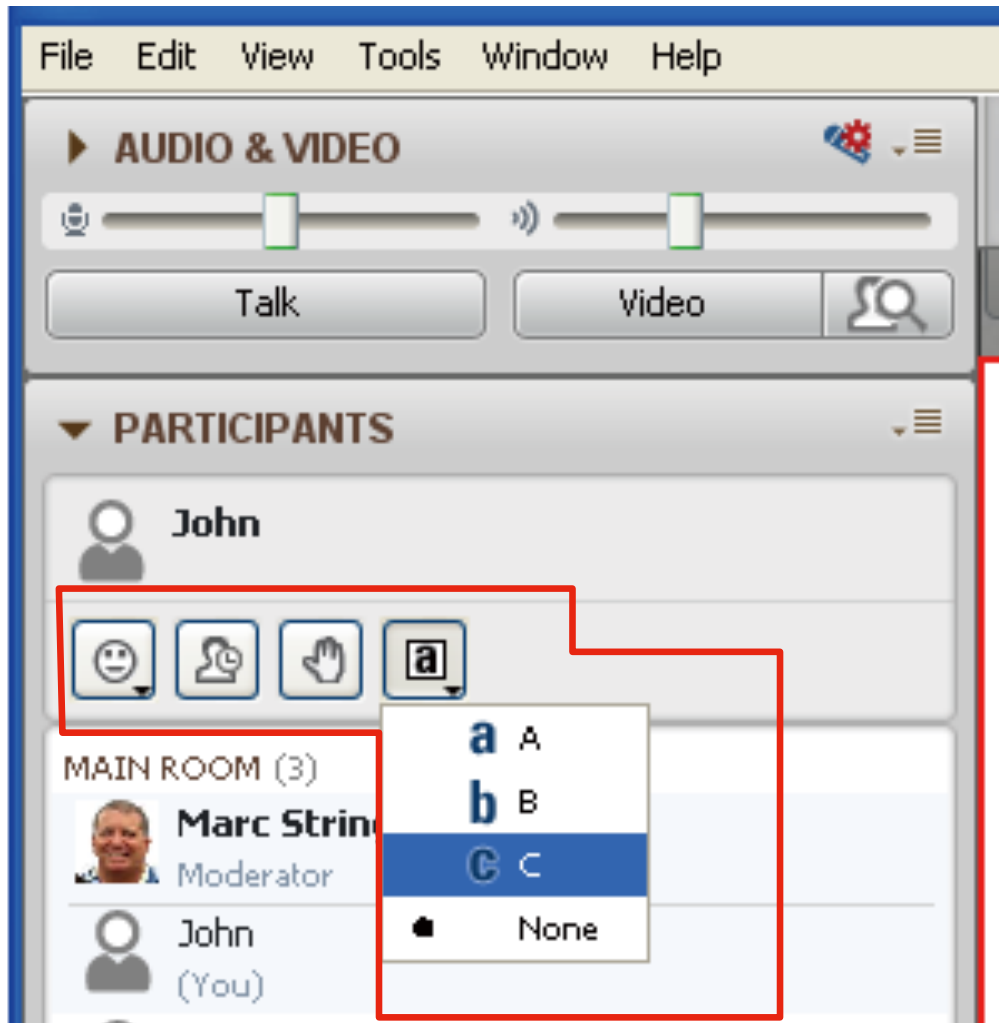 File Edit View Tools Window Help
AUDIO & VIDEO
Talk Video
PARTICIPANTS
John
a
a A
b B
c C
None
MAIN ROOM (3)
Marc Strin
Moderator
John
(You)